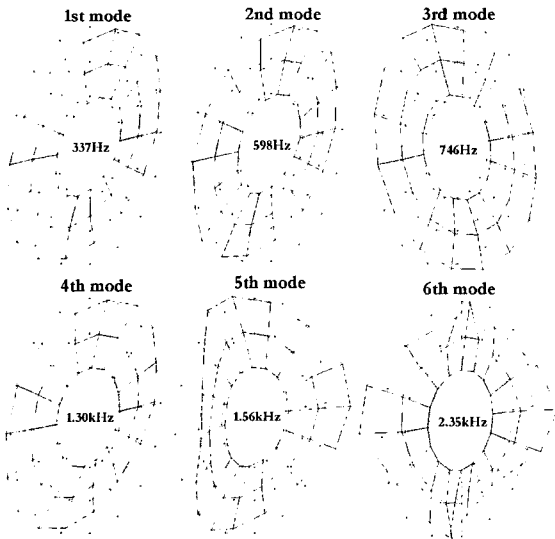 1st mode
2nd mode
3rd mode
337Hz
598Hz
746Hz
4th mode
5th mode
6th mode
1.30kHz
1.56kHz
2.35kHz